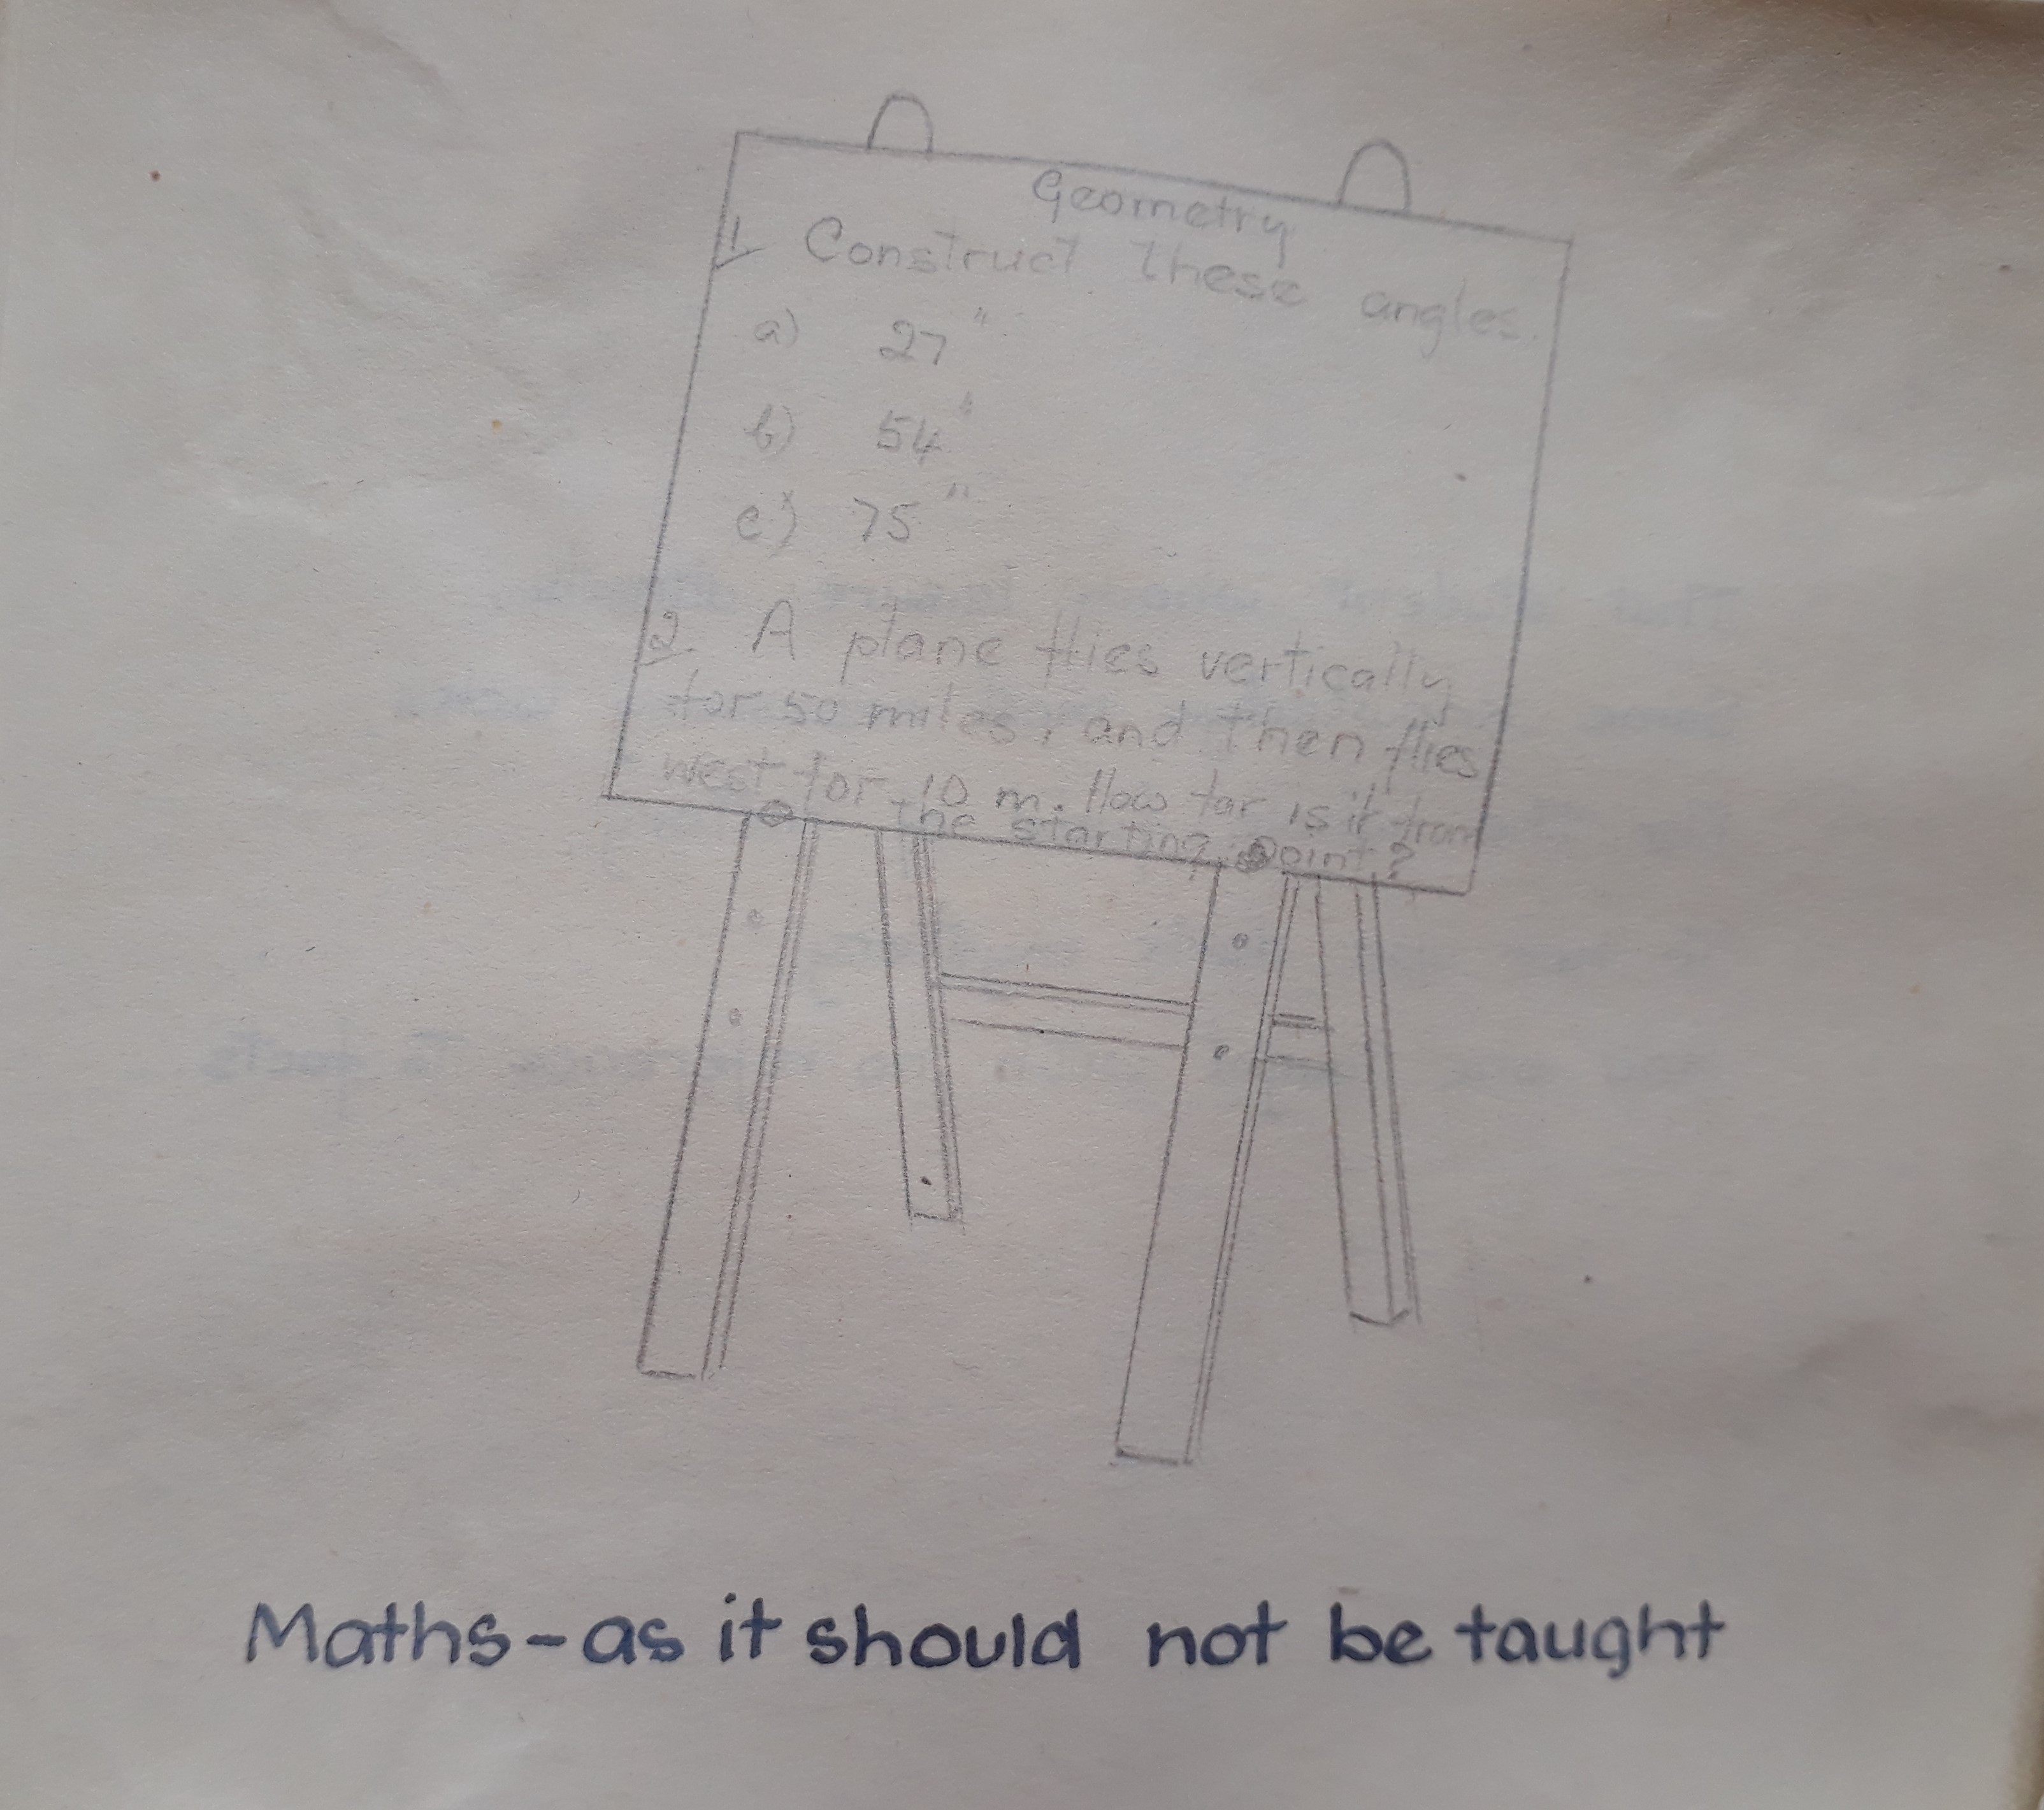 Geometry
1. Construct these angles.
a) 27"
b) 54"
c) 75"
2. A plane flies vertically
for 50 miles, and then flies
west for 10 m. How far is it from
the starting point?
Maths - as it should not be taught